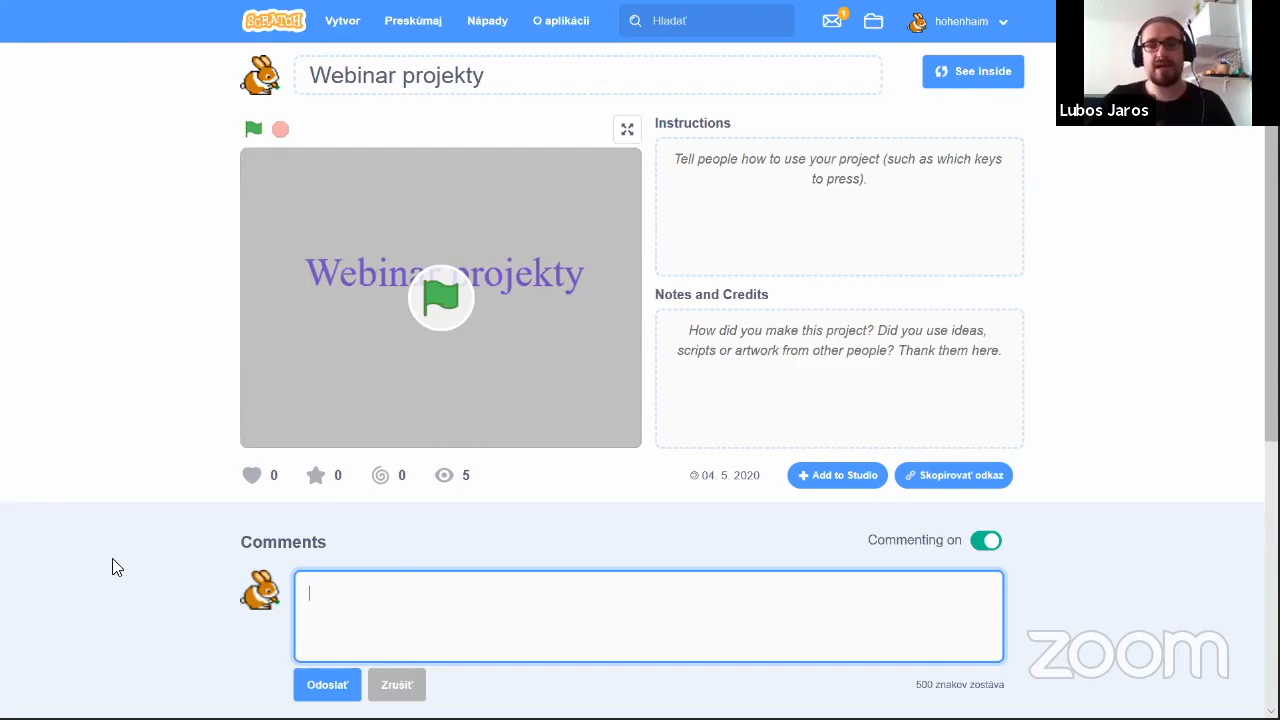 SCRATCH
Vytvor
Preskúmaj
Nápady
O aplikácii
Hladať
1
hohenhaim
Webinar projekty
See inside
Lubos Jaros
Instructions
Tell people how to use your project (such as which keys
to press).
Webinar projekty
Notes and Credits
How did you make this project? Did you use ideas,
scripts or artwork from other people? Thank them here.
0
0
0
5
© 04. 5. 2020
Add to Studio
Skopírovať odkaz
Comments
Commenting on
Odoslať
Zrušiť
500 znakov zostáva
zoom